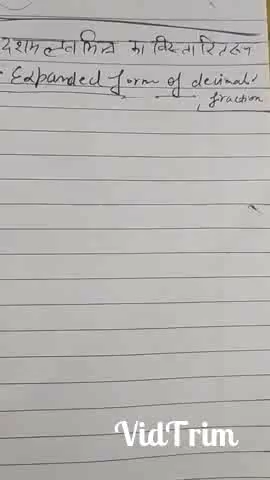 दशमलव भिन्न का विस्तारित रूप
Expanded form of decimal
fraction
VidTrim